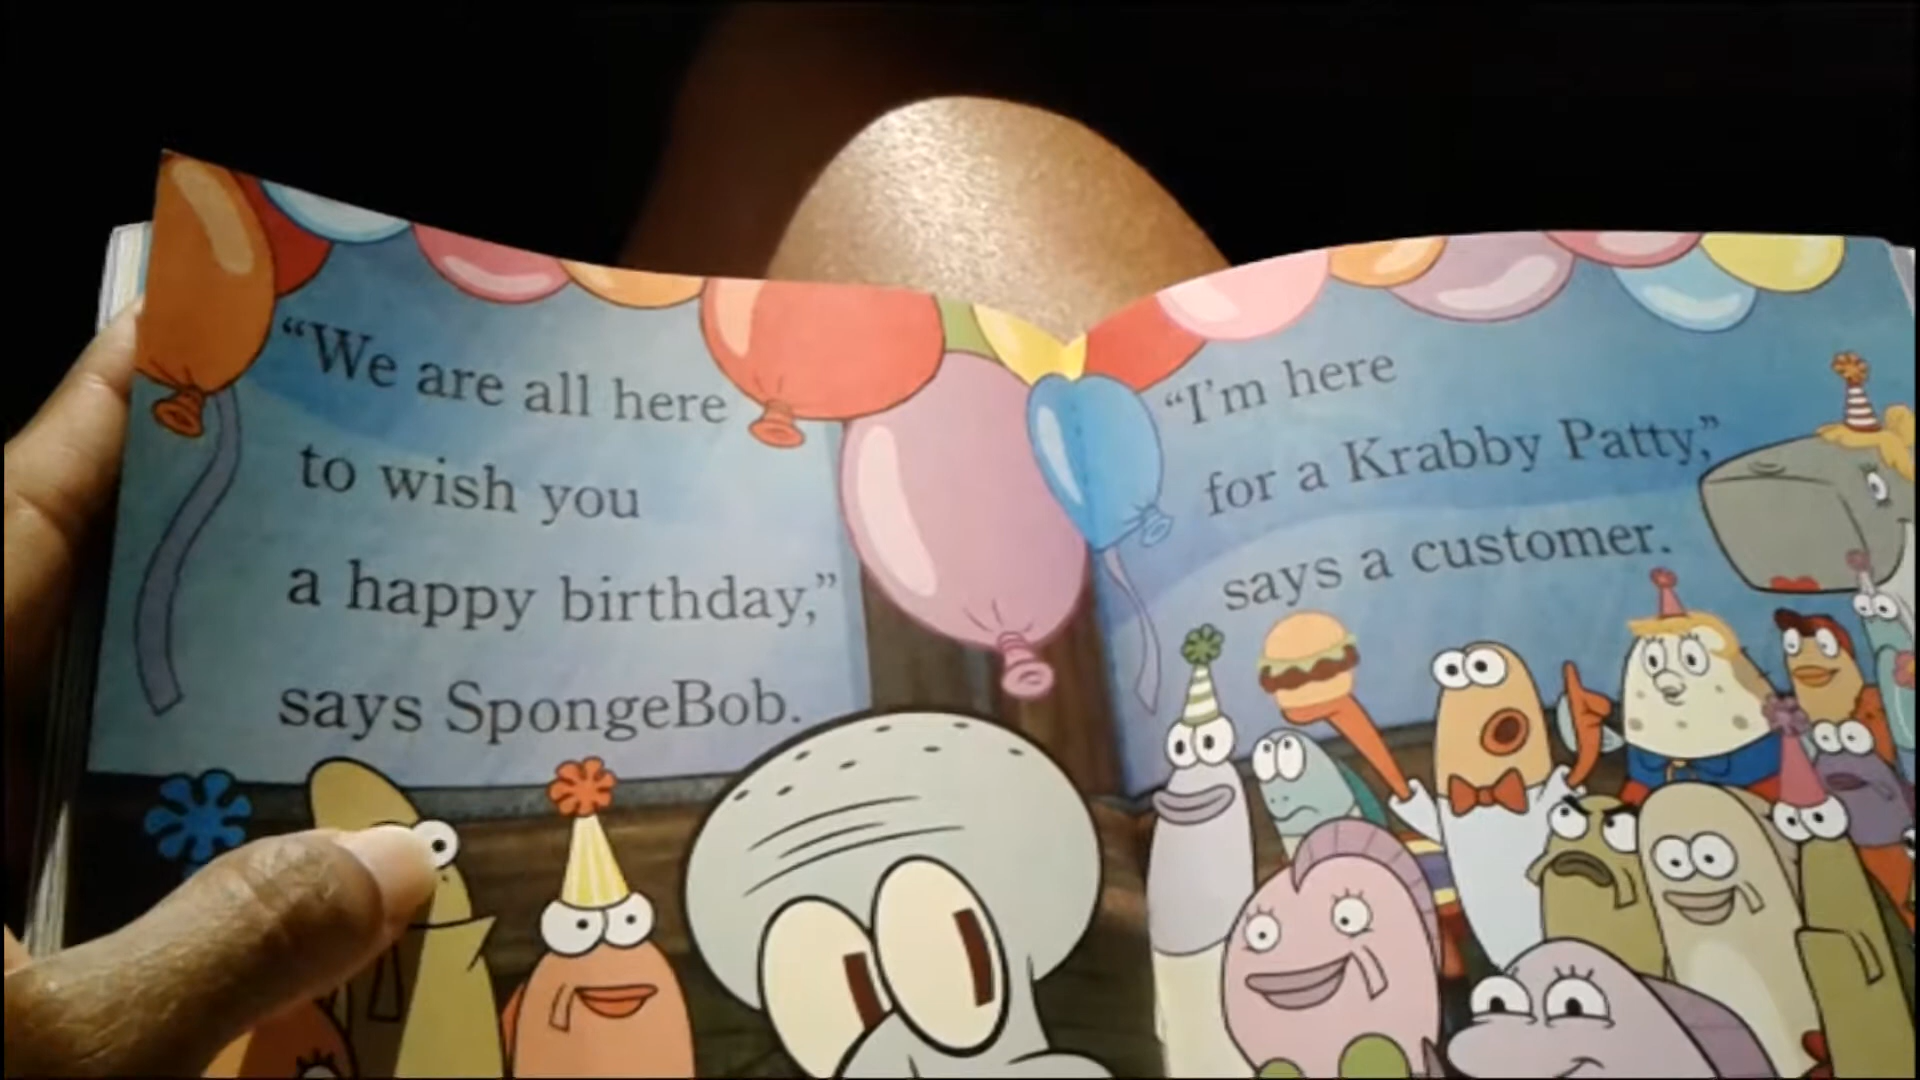 “We are all here
to wish you
a happy birthday,”
says SpongeBob.
“I’m here
for a Krabby Patty,”
says a customer.